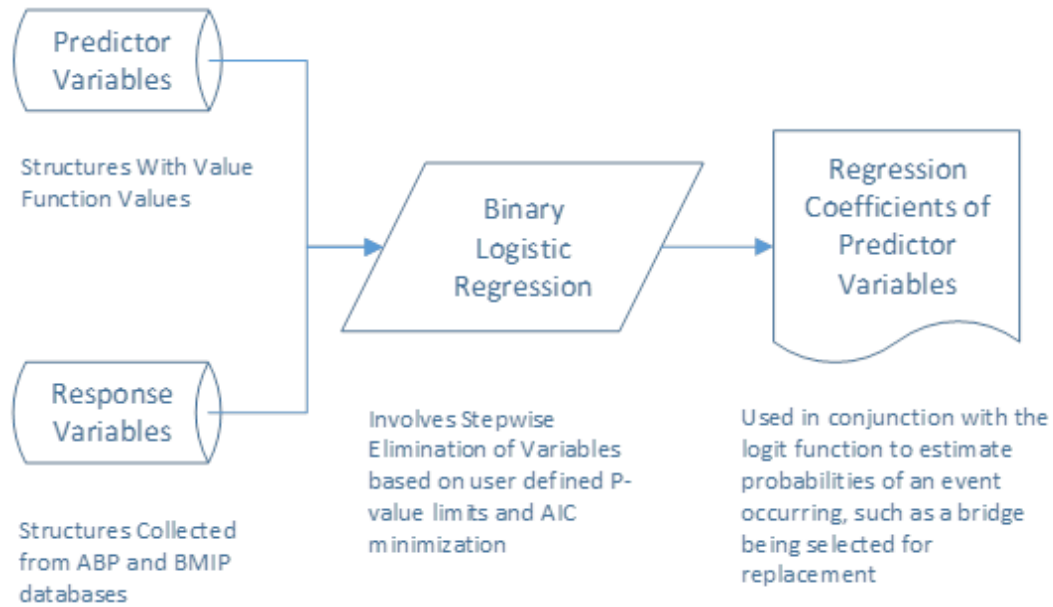 Predictor
Variables
Structures With Value
Function Values
Response
Variables
Structures Collected
from ABP and BMIP
databases
Binary
Logistic
Regression
Involves Stepwise
Elimination of Variables
based on user defined P-
value limits and AIC
minimization
Regression
Coefficients of
Predictor
Variables
Used in conjunction with the
logit function to estimate
probabilities of an event
occurring, such as a bridge
being selected for
replacement